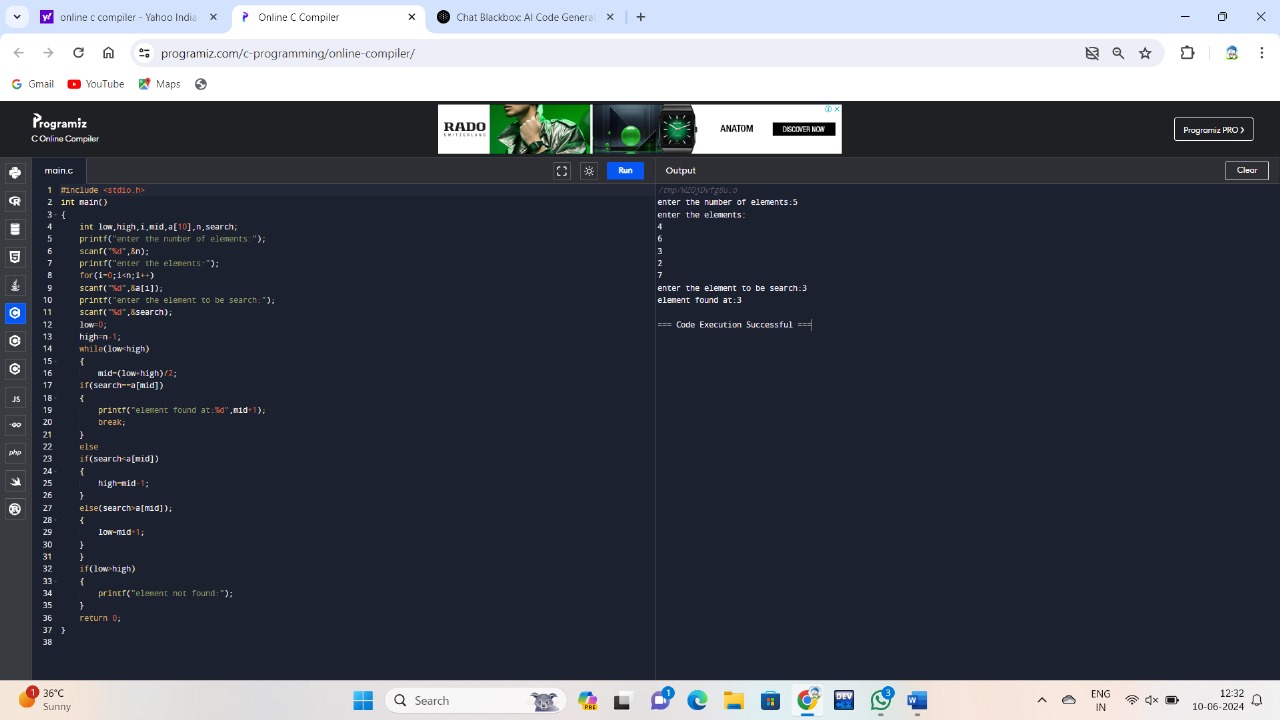 online c compiler - Yahoo India
Online C Compiler
Chat Blackbox: AI Code Generat
programiz.com/c-programming/online-compiler/
Gmail
YouTube
Maps
Programiz
C Online Compiler
RADO
SWITZERLAND
ANATOM
DISCOVER NOW
Programiz PRO >
main.c
Run
Output
Clear
1 #include <stdio.h>
2 int main()
3 {
4 int low,high,i,mid,a[10],n,search;
5 printf("enter the number of elements:");
6 scanf("%d",&n);
7 printf("enter the elements:");
8 for(i=0;i<n;i++)
9 scanf("%d",&a[i]);
10 printf("enter the element to be search:");
11 scanf("%d",&search);
12 low=0;
13 high=n-1;
14 while(low<high)
15 {
16 mid=(low+high)/2;
17 if(search==a[mid])
18 {
19 printf("element found at:%d",mid+1);
20 break;
21 }
22 else
23 if(search<a[mid])
24 {
25 high=mid-1;
26 }
27 else(search>a[mid]);
28 {
29 low=mid+1;
30 }
31 }
32 if(low>high)
33 {
34 printf("element not found:");
35 }
36 return 0;
37 }
38
enter the number of elements:5
enter the elements:
4
6
3
2
7
enter the element to be search:3
element found at:3
=== Code Execution Successful ===
JS
GO
php
1
36°C
Sunny
Search
PRE
1
DEV
3
W
ENG
IN
12:32
10-06-2024